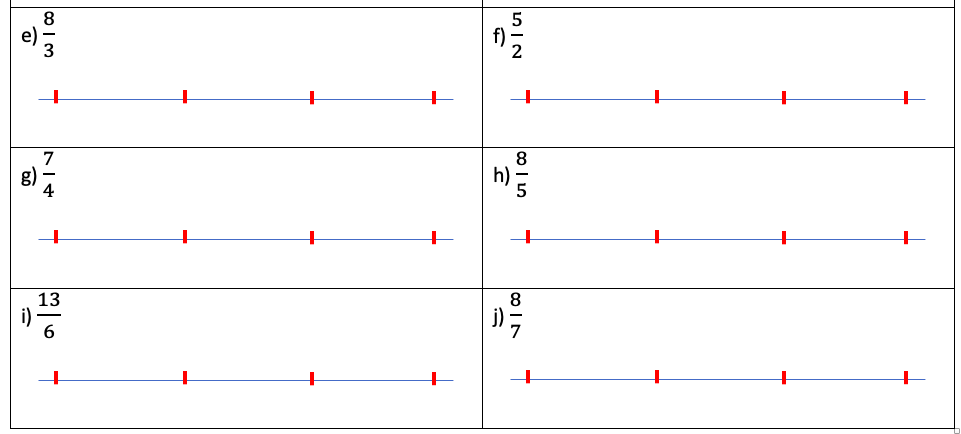 e) 8/3
f) 5/2
g) 7/4
h) 8/5
i) 13/6
j) 8/7